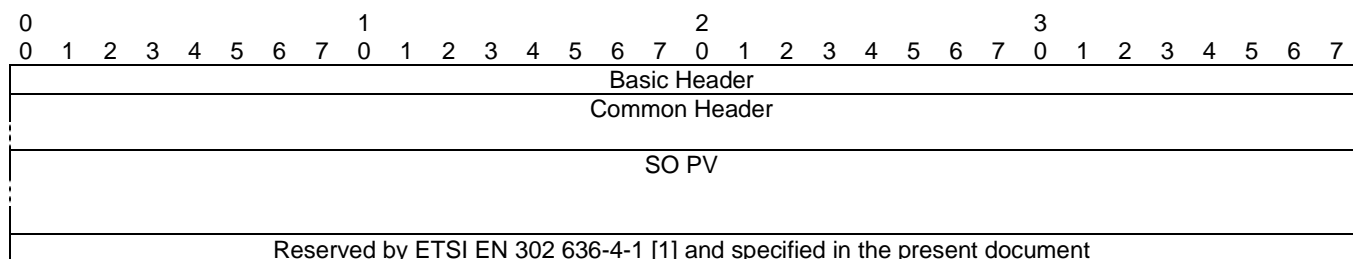 0 1 2 3
0 1 2 3 4 5 6 7 0 1 2 3 4 5 6 7 0 1 2 3 4 5 6 7 0 1 2 3 4 5 6 7
Basic Header
Common Header
SO PV
Reserved by ETSI EN 302 636-4-1 [1] and specified in the present document